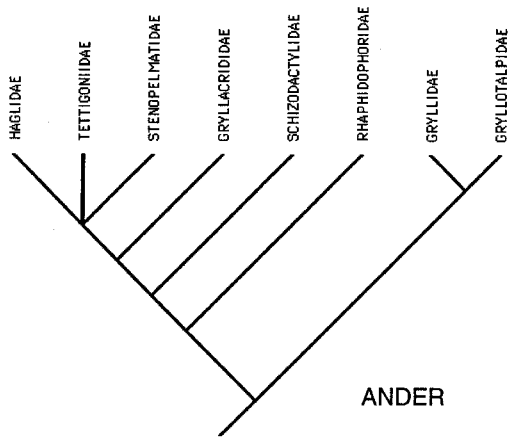 HAGLIDAE
TETTIGONIIDAE
STENOPELMATIDAE
GRYLLACRIDIDAE
SCHIZODACTYLIDAE
RHAPHIDOPHORIDAE
GRYLLIDAE
GRYLLOTALPIDAE
ANDER